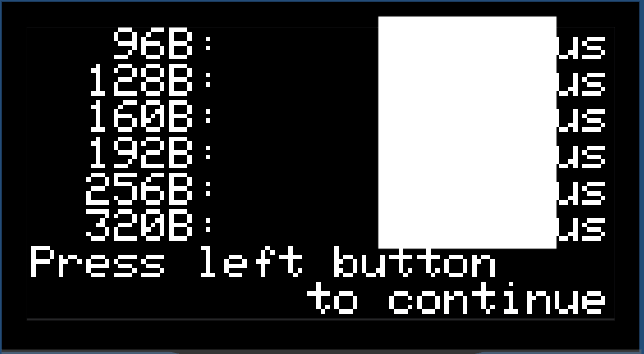 96B: us
128B: us
160B: us
192B: us
256B: us
320B: us
Press left button
to continue